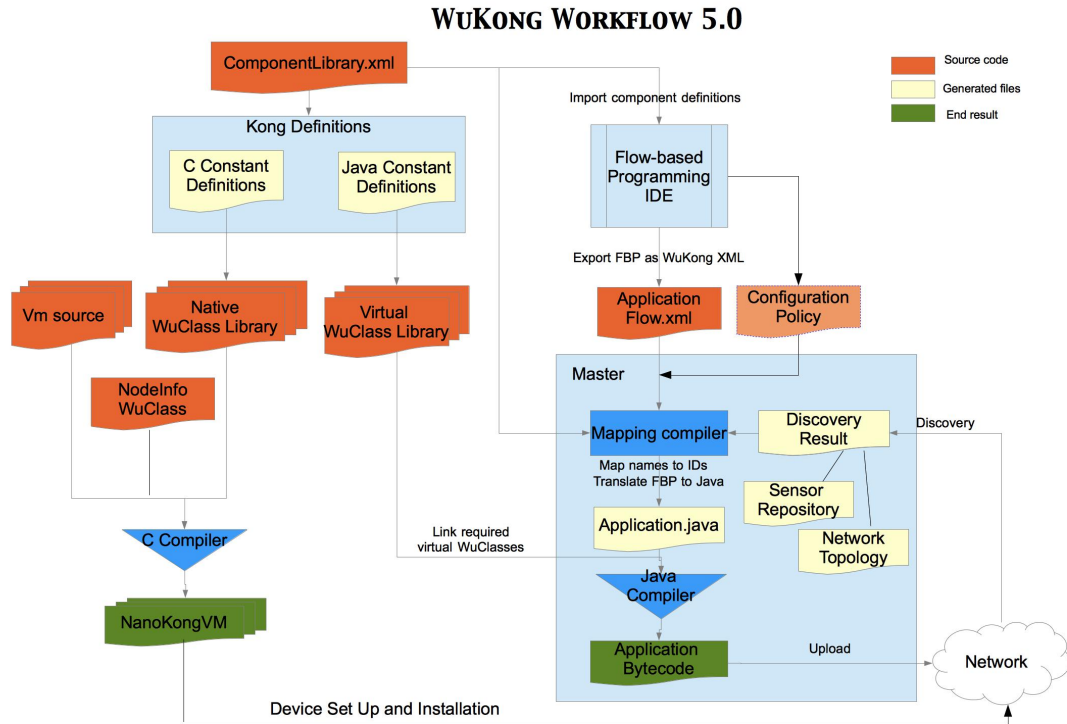 WuKong Workflow 5.0
ComponentLibrary.xml
Source code
Generated files
End result
Import component definitions
Kong Definitions
C Constant
Definitions
Java Constant
Definitions
Flow-based
Programming
IDE
Export FBP as WuKong XML
Vm source
Native
WuClass Library
Virtual
WuClass Library
Application
Flow.xml
Configuration
Policy
NodeInfo
WuClass
Master
Mapping compiler
Discovery
Result
Discovery
Map names to IDs
Translate FBP to Java
Sensor
Repository
Application.java
Network
Topology
C Compiler
Link required
virtual WuClasses
Java
Compiler
NanoKongVM
Application
Bytecode
Upload
Network
Device Set Up and Installation